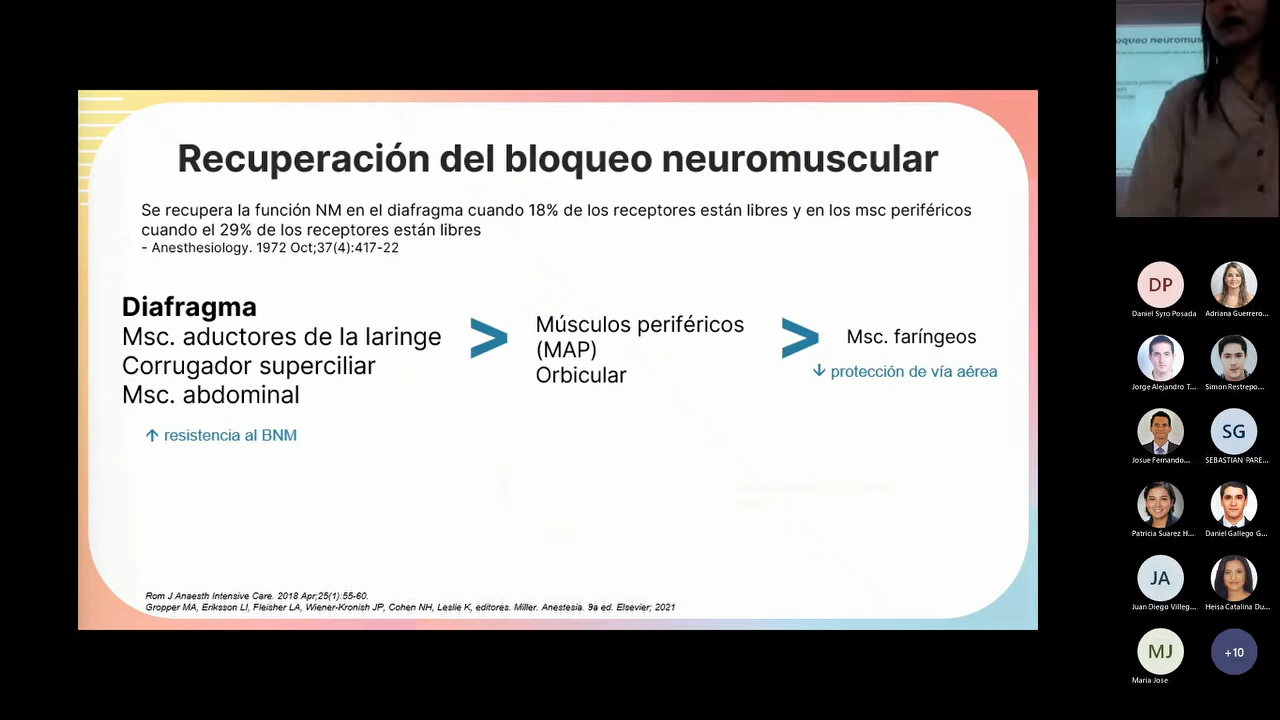 Recuperación del bloqueo neuromuscular
Se recupera la función NM en el diafragma cuando 18% de los receptores están libres y en los msc periféricos
cuando el 29% de los receptores están libres
- Anesthesiology. 1972 Oct;37(4):417-22
Diafragma
Msc. aductores de la laringe
Corrugador superciliar
Msc. abdominal
↑ resistencia al BNM
>
Músculos periféricos
(MAP)
Orbicular
>
Msc. faríngeos
↓ protección de vía aérea
Rom J Anaesth Intensive Care. 2018 Apr;25(1):55-60.
Gropper MA, Eriksson LI, Fleisher LA, Wiener-Kronish JP, Cohen NH, Leslie K, editores. Miller. Anestesia. 9a ed. Elsevier; 2021
oqueo neuromus
DP
Daniel Syro Posada
Adriana Guerrero...
Jorge Alejandro T...
Simon Restrepo...
Josue Fernando...
SG
SEBASTIAN PARE...
Patricia Suarez H...
Daniel Gallego G...
JA
Juan Diego Villeg...
Heisa Catalina Du...
MJ
Maria Jose
+10